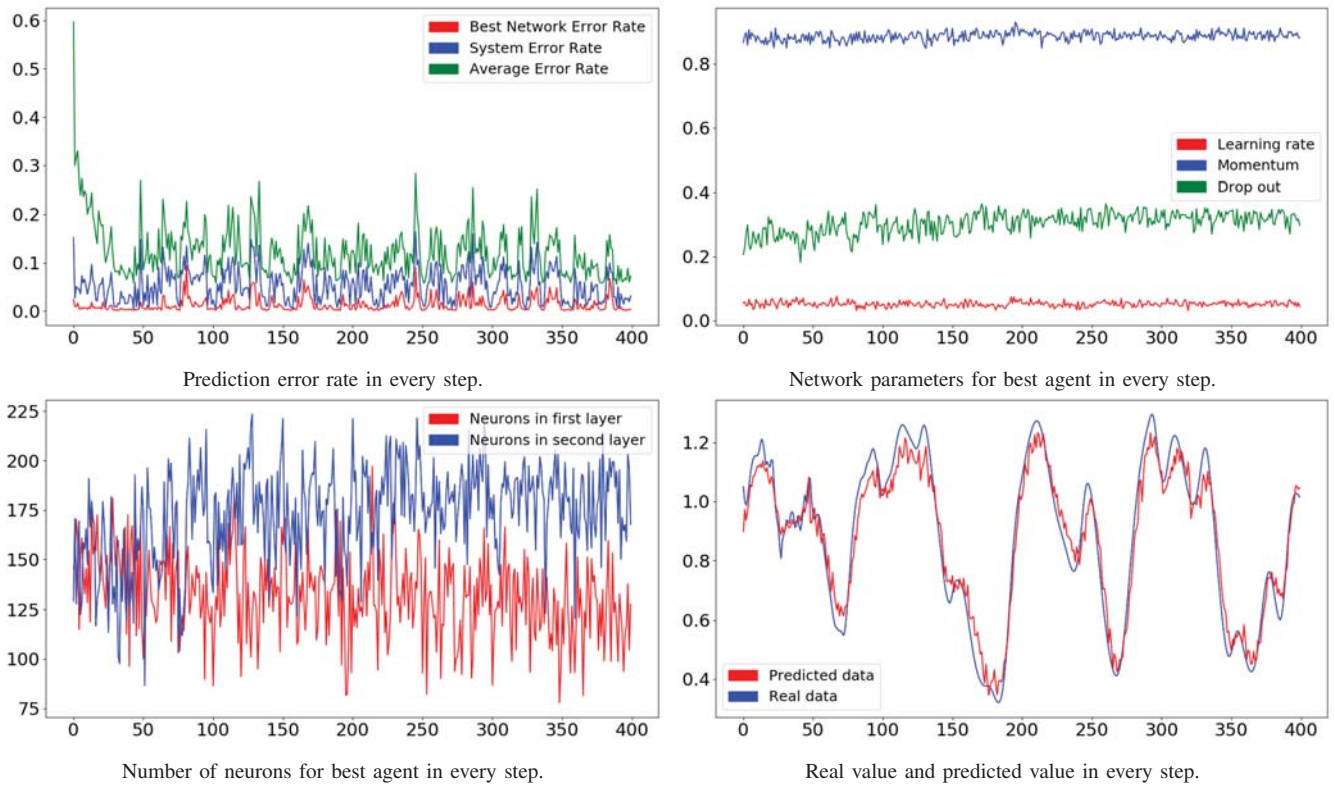 0.6
0.5
0.4
0.3
0.2
0.1
0.0
Best Network Error Rate
System Error Rate
Average Error Rate
0 50 100 150 200 250 300 350 400
Prediction error rate in every step.
0.8
0.6
0.4
0.2
0.0
Learning rate
Momentum
Drop out
0 50 100 150 200 250 300 350 400
Network parameters for best agent in every step.
225
200
175
150
125
100
75
Neurons in first layer
Neurons in second layer
0 50 100 150 200 250 300 350 400
Number of neurons for best agent in every step.
1.2
1.0
0.8
0.6
0.4
Predicted data
Real data
0 50 100 150 200 250 300 350 400
Real value and predicted value in every step.